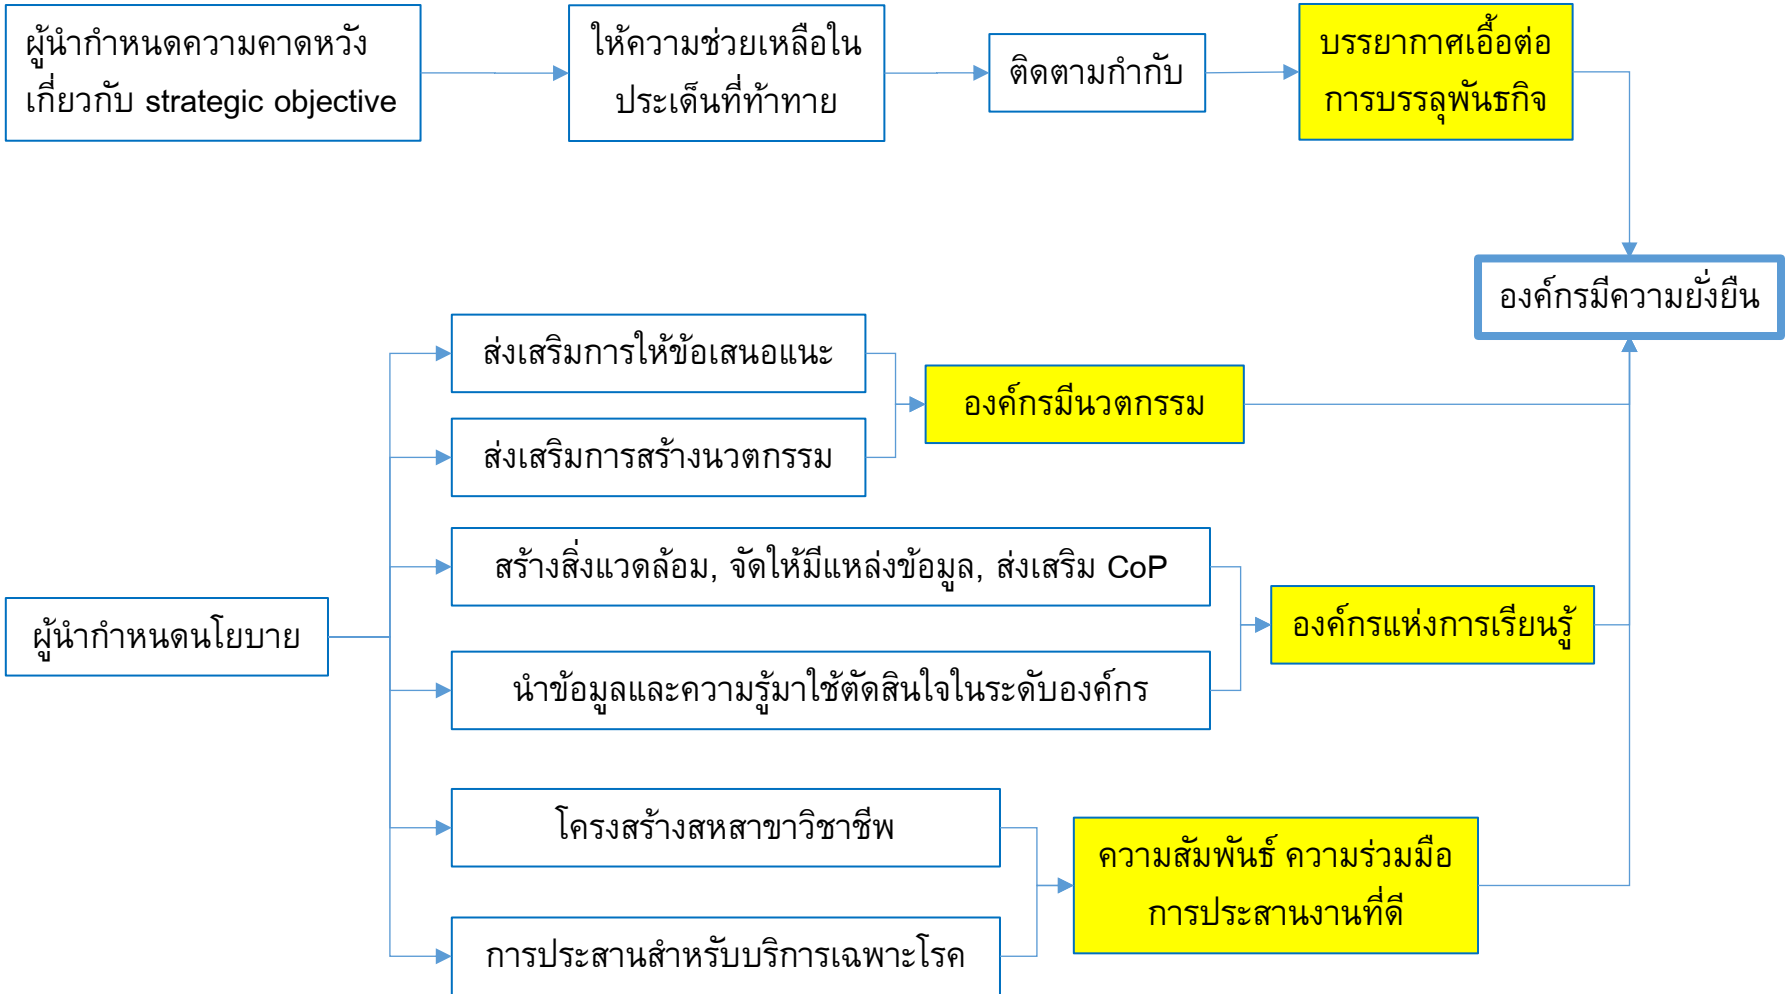 ผู้นำกำหนดความคาดหวัง
เกี่ยวกับ strategic objective
ให้ความช่วยเหลือใน
ประเด็นที่ท้าทาย
ติดตามกำกับ
บรรยากาศเอื้อต่อ
การบรรลุพันธกิจ
องค์กรมีความยั่งยืน
ส่งเสริมการให้ข้อเสนอแนะ
องค์กรมีนวตกรรม
ส่งเสริมการสร้างนวตกรรม
สร้างสิ่งแวดล้อม, จัดให้มีแหล่งข้อมูล, ส่งเสริม CoP
องค์กรแห่งการเรียนรู้
ผู้นำกำหนดนโยบาย
นำข้อมูลและความรู้มาใช้ตัดสินใจในระดับองค์กร
โครงสร้างสหสาขาวิชาชีพ
ความสัมพันธ์ ความร่วมมือ
การประสานงานที่ดี
การประสานสำหรับบริการเฉพาะโรค